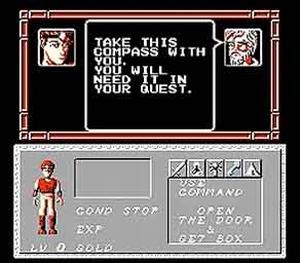 TAKE THIS
COMPASS WITH
YOU.
YOU WILL
NEED IT IN
YOUR QUEST.
USE
COMMAND
COND STOP
OPEN
THE DOOR
EXP
&
GET BOX
LV 0 GOLD